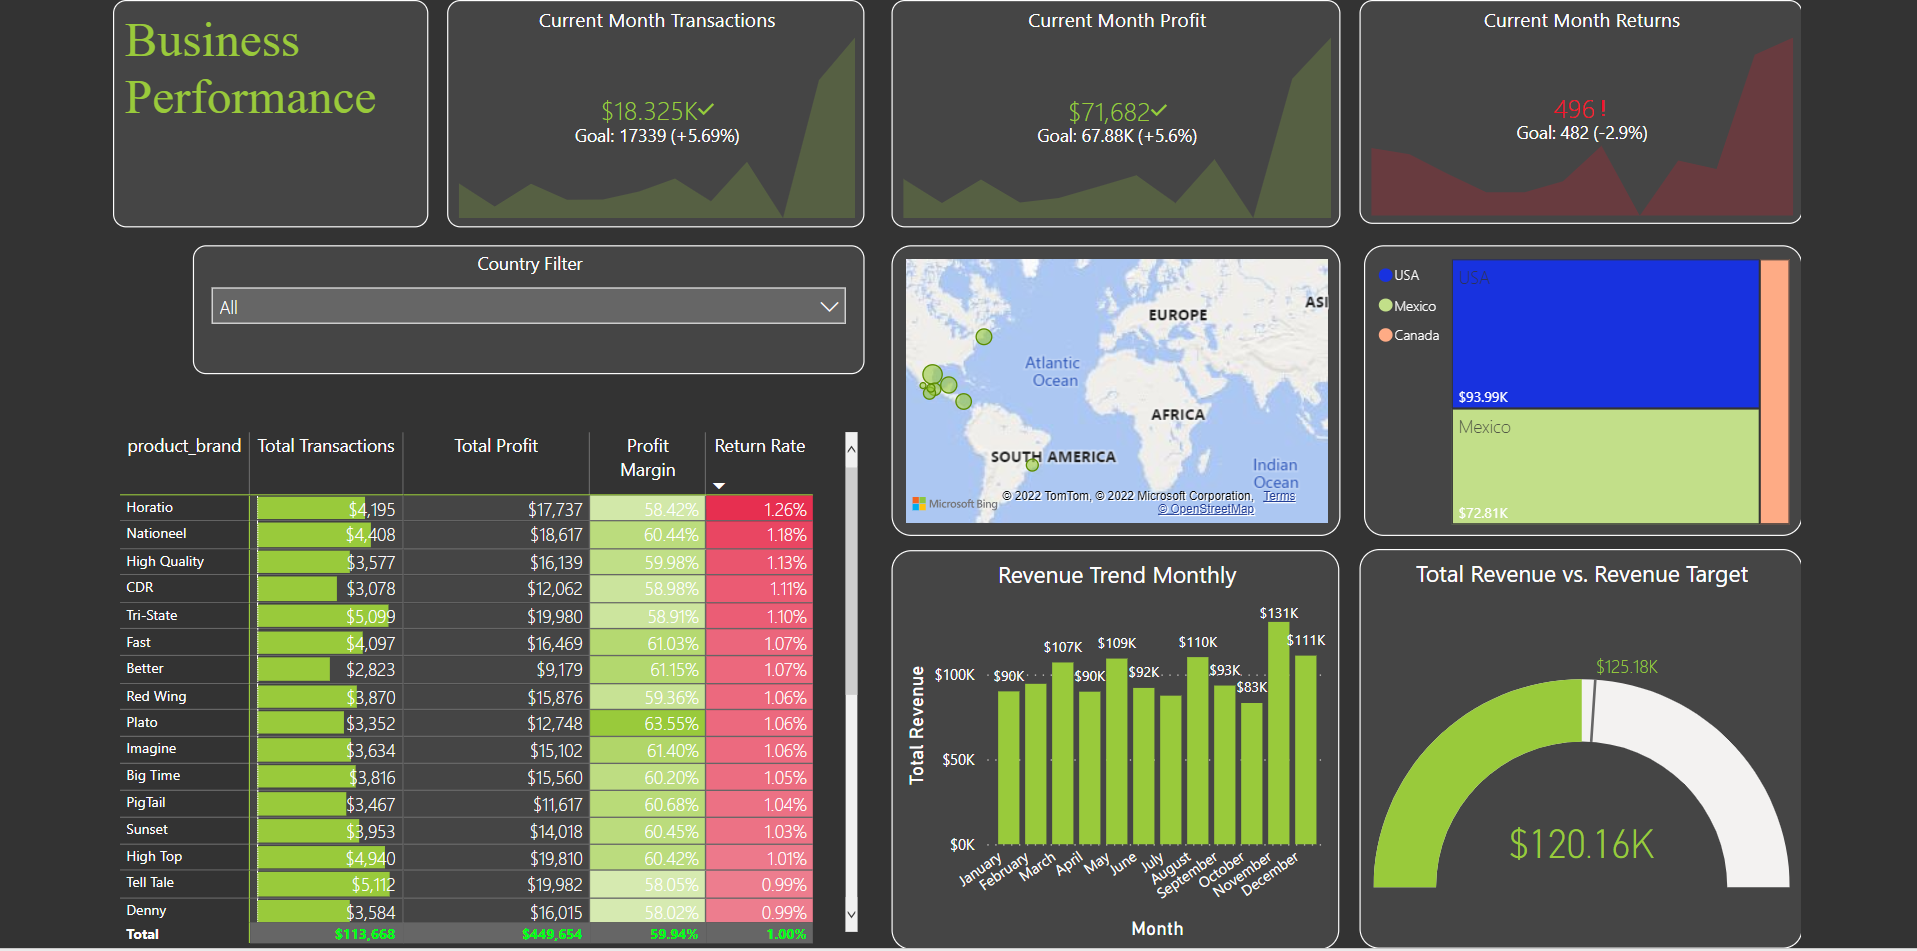 Business
Performance
Current Month Transactions
$18.325K
Goal: 17339 (+5.69%)
Current Month Profit
$71,682
Goal: 67.88K (+5.6%)
Current Month Returns
496!
Goal: 482 (-2.9%)
Country Filter
All
EUROPE
ASI
Atlantic
Ocean
AFRICA
SOUTH AMERICA
Indian
Ocean
Microsoft Bing
© 2022 TomTom, © 2022 Microsoft Corporation, Terms
© OpenStreetMap
USA
Mexico
Canada
USA
$93.99K
Mexico
$72.81K
product_brand Total Transactions Total Profit Profit Margin Return Rate
Horatio $4,195 $17,737 58.42% 1.26%
Nationeel $4,408 $18,617 60.44% 1.18%
High Quality $3,577 $16,139 59.98% 1.13%
CDR $3,078 $12,062 58.98% 1.11%
Tri-State $5,099 $19,980 58.91% 1.10%
Fast $4,097 $16,469 61.03% 1.07%
Better $2,823 $9,179 61.15% 1.07%
Red Wing $3,870 $15,876 59.36% 1.06%
Plato $3,352 $12,748 63.55% 1.06%
Imagine $3,634 $15,102 61.40% 1.06%
Big Time $3,816 $15,560 60.20% 1.05%
PigTail $3,467 $11,617 60.68% 1.04%
Sunset $3,953 $14,018 60.45% 1.03%
High Top $4,940 $19,810 60.42% 1.01%
Tell Tale $5,112 $19,982 58.05% 0.99%
Denny $3,584 $16,015 58.02% 0.99%
Total $113,668 $449,654 59.94% 1.00%
Revenue Trend Monthly
Total Revenue
$100K
$50K
$0K
$90K
$107K
$90K
$109K
$92K
$110K
$93K
$83K
$131K
$111K
January
February
March
April
May
June
July
August
September
October
November
December
Month
Total Revenue vs. Revenue Target
$125.18K
$120.16K